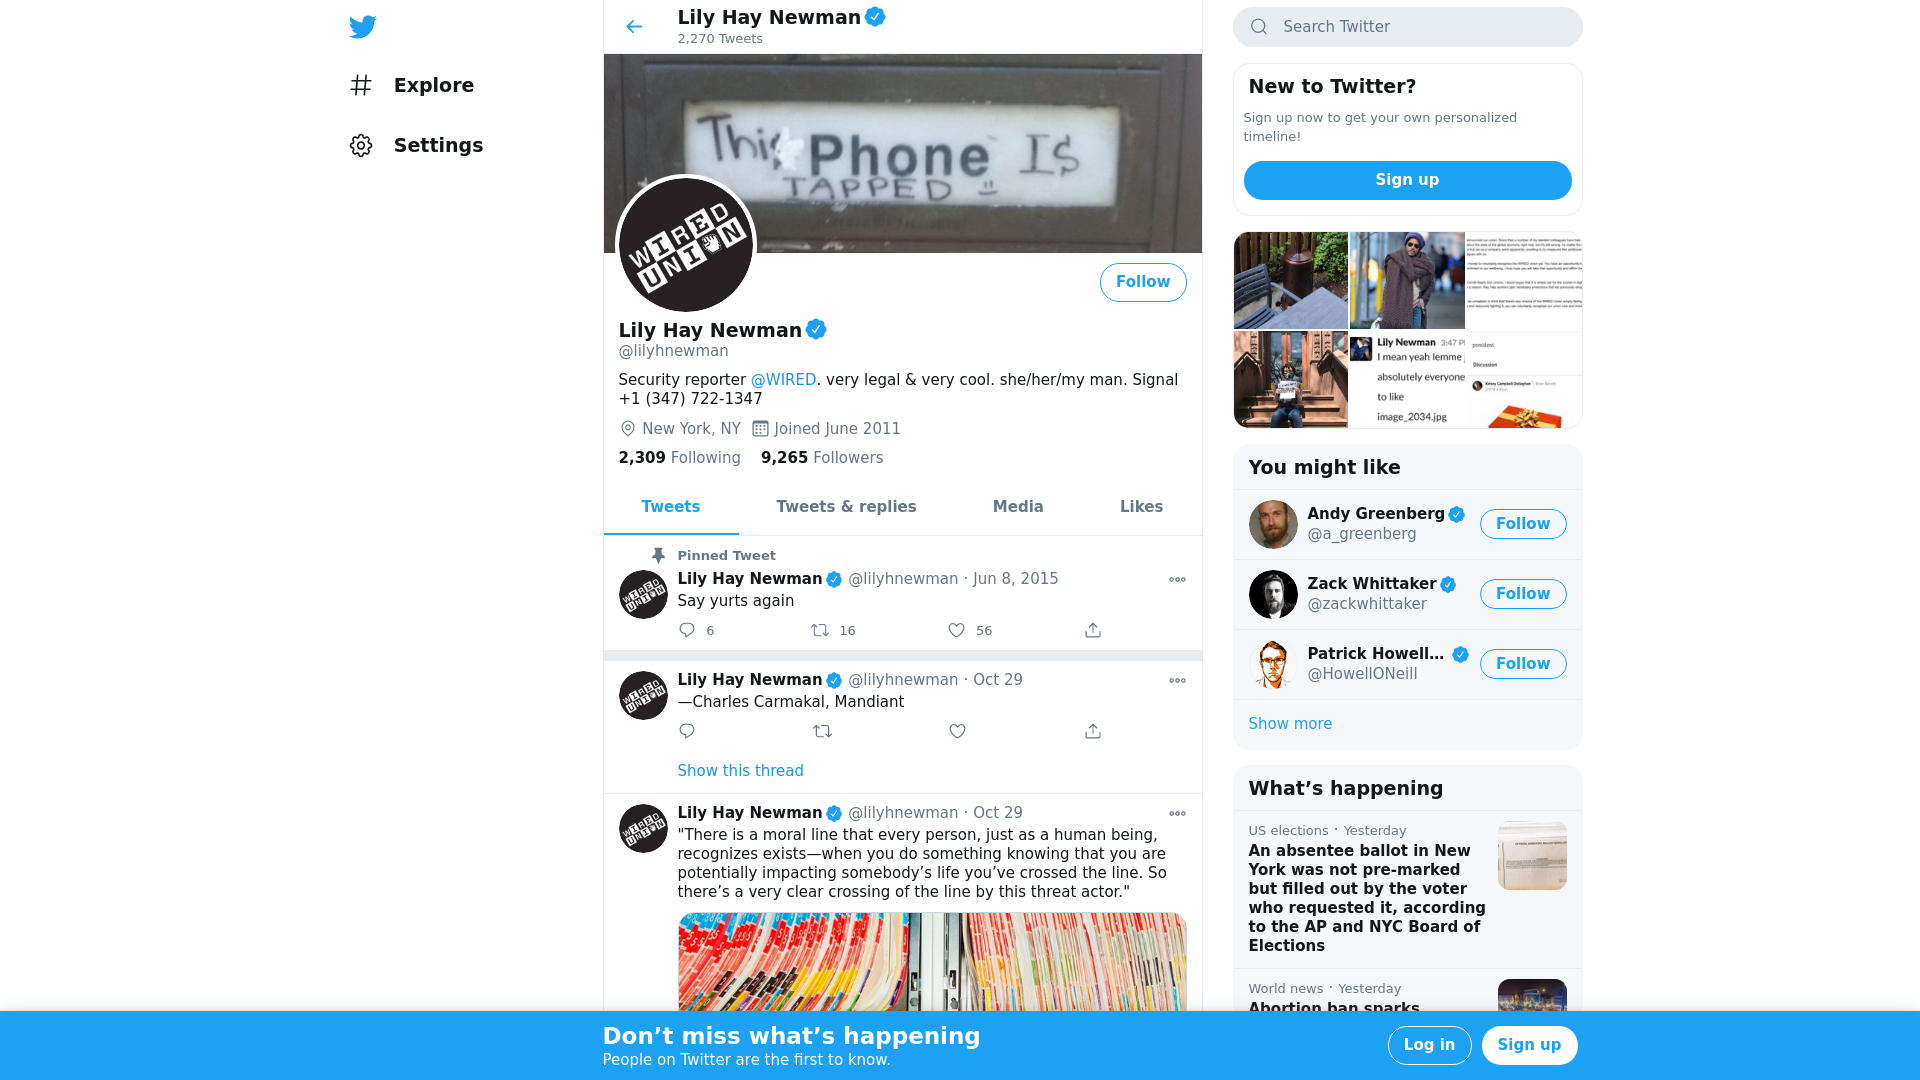 Explore
Settings
Lily Hay Newman
2,270 Tweets
This Phone Is
TAPPED
WIRED
UNION
Follow
Lily Hay Newman
@lilyhnewman
Security reporter @WIRED. very legal & very cool. she/her/my man. Signal
+1 (347) 722-1347
New York, NY Joined June 2011
2,309 Following 9,265 Followers
Tweets Tweets & replies Media Likes
Pinned Tweet
WIRED
UNION
Lily Hay Newman @lilyhnewman · Jun 8, 2015
Say yurts again
6 16 56
WIRED
UNION
Lily Hay Newman @lilyhnewman · Oct 29
—Charles Carmakal, Mandiant
Show this thread
WIRED
UNION
Lily Hay Newman @lilyhnewman · Oct 29
"There is a moral line that every person, just as a human being,
recognizes exists—when you do something knowing that you are
potentially impacting somebody’s life you’ve crossed the line. So
there’s a very clear crossing of the line by this threat actor."
Search Twitter
New to Twitter?
Sign up now to get your own personalized
timeline!
Sign up
Lily Newman 3:47 P
I mean yeah lemme
absolutely everyone
to like
image_2034.jpg
president.
Discussion
You might like
Andy Greenberg
@a_greenberg
Follow
Zack Whittaker
@zackwhittaker
Follow
Patrick Howell...
@HowellONeill
Follow
Show more
What’s happening
US elections · Yesterday
An absentee ballot in New
York was not pre-marked
but filled out by the voter
who requested it, according
to the AP and NYC Board of
Elections
World news · Yesterday
Abortion ban sparks
Don’t miss what’s happening
People on Twitter are the first to know.
Log in
Sign up